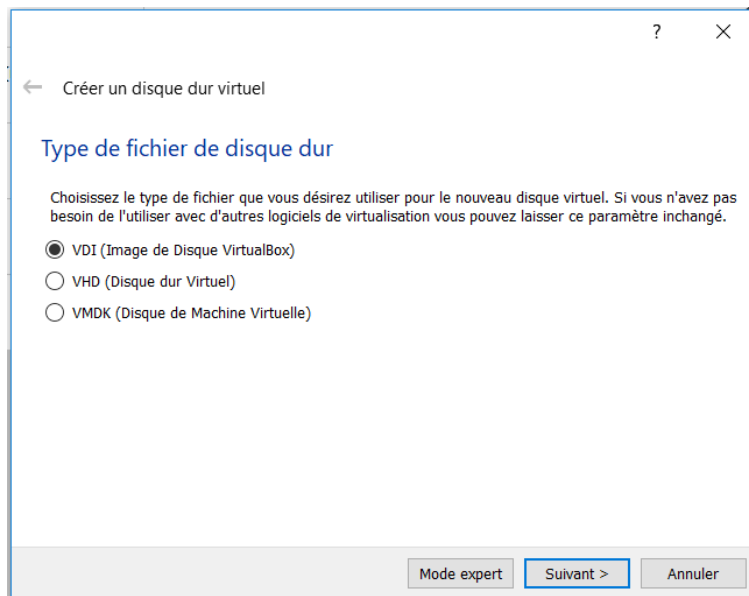 ?
Créer un disque dur virtuel
Type de fichier de disque dur
Choisissez le type de fichier que vous désirez utiliser pour le nouveau disque virtuel. Si vous n'avez pas
besoin de l'utiliser avec d'autres logiciels de virtualisation vous pouvez laisser ce paramètre inchangé.
VDI (Image de Disque VirtualBox)
VHD (Disque dur Virtuel)
VMDK (Disque de Machine Virtuelle)
Mode expert Suivant > Annuler